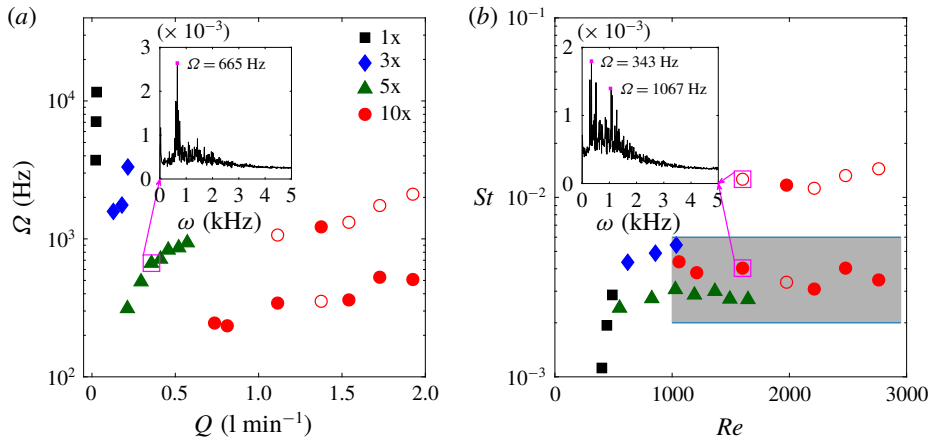 (a)
(× 10⁻³)
3
2
1
0
1
2
3
4
5
ω (kHz)
Ω = 665 Hz
1x
3x
5x
10x
10⁴
10³
10²
Ω (Hz)
0
0.5
1.0
1.5
2.0
Q (l min⁻¹)
(b)
(× 10⁻³)
2
1
0
1
2
3
4
5
ω (kHz)
Ω = 343 Hz
Ω = 1067 Hz
10⁻¹
10⁻²
10⁻³
St
0
1000
2000
3000
Re